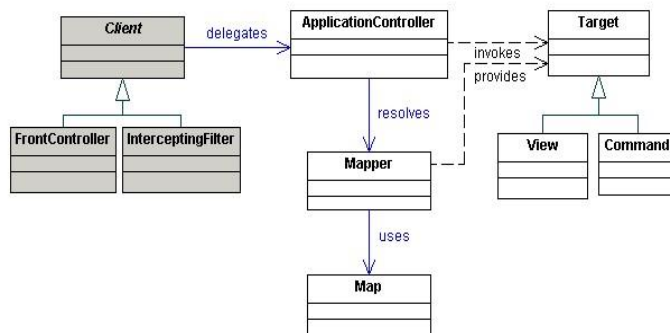 Client
delegates
ApplicationController
Target
invokes
provides
resolves
FrontController
InterceptingFilter
Mapper
View
Command
uses
Map